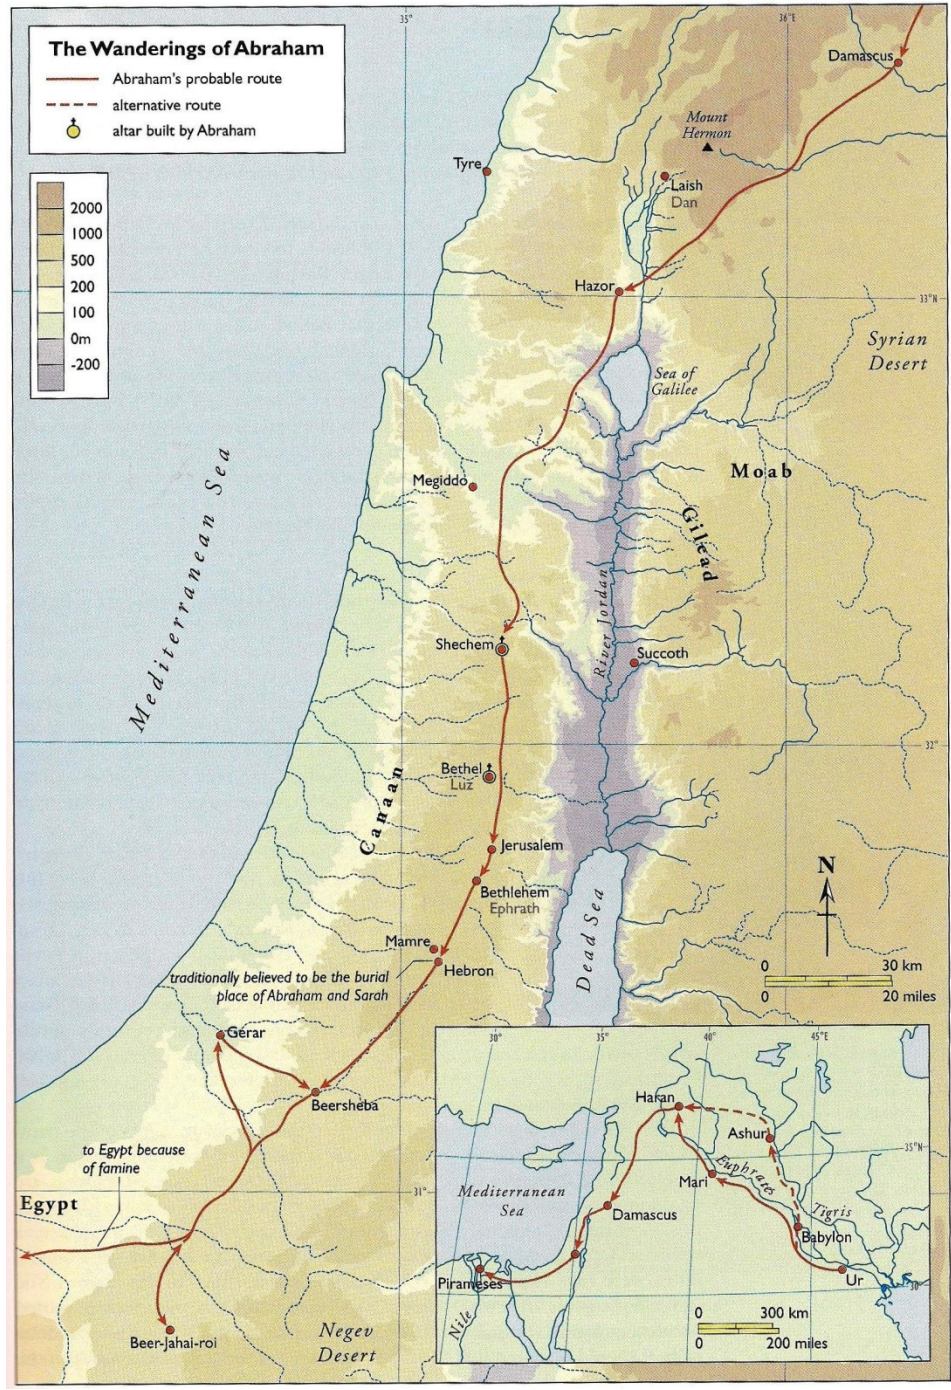 The Wanderings of Abraham
Abraham's probable route
alternative route
altar built by Abraham
2000
1000
500
200
100
0m
-200
35°
36°E
Damascus
Mount
Hermon
Tyre
Laish
Dan
Hazor
33°N
Syrian
Desert
Sea of
Galilee
Mediterranean Sea
Megiddo
Moab
Gilead
River Jordan
Shechem
Succoth
32°
Bethel
Luz
Canaan
Jerusalem
Bethlehem
Ephrath
N
Mamre
Hebron
Dead Sea
traditionally believed to be the burial
place of Abraham and Sarah
0 30 km
0 20 miles
Gerar
Beersheba
to Egypt because
of famine
31°
Egypt
Beer-Jahai-roi
Negev
Desert
30°
35°E
40°E
45°E
Harran
Ashur
35°N
Mari
Euphrates
Mediterranean
Sea
Damascus
Tigris
Babylon
Pirameses
Ur
30°
Nile
0 300 km
0 200 miles